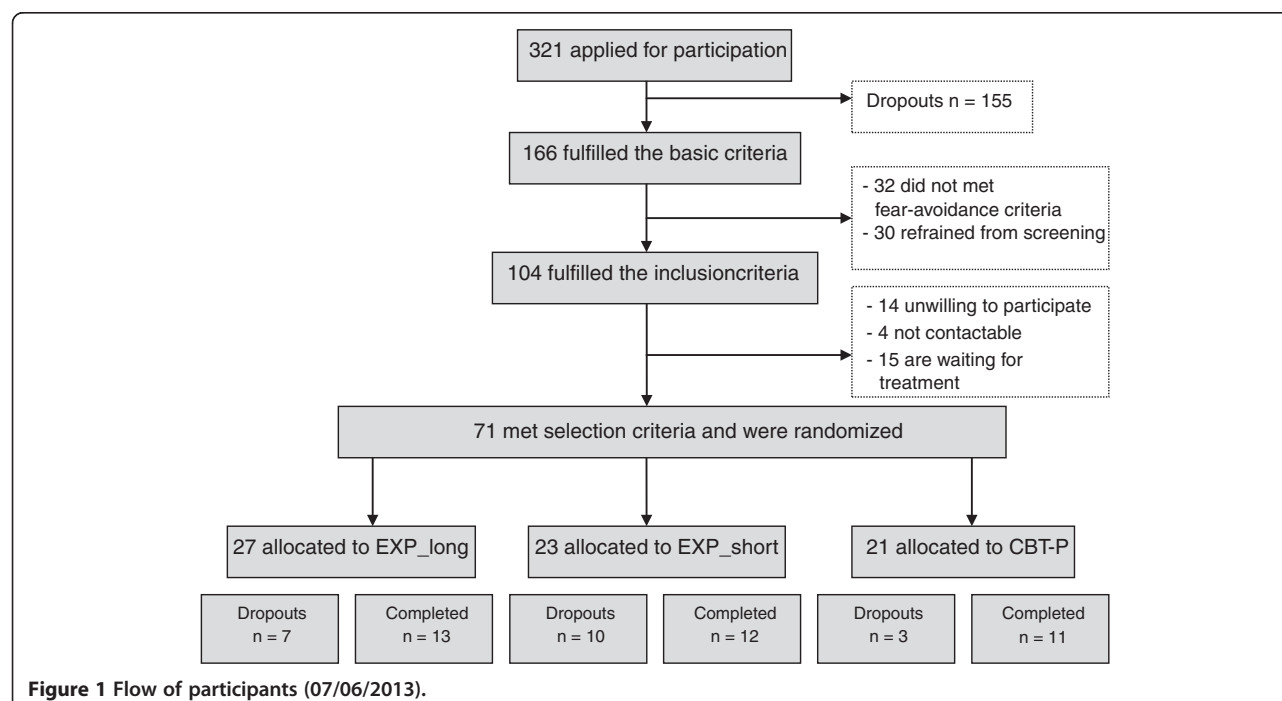 321 applied for participation
Dropouts n = 155
166 fulfilled the basic criteria
- 32 did not met
fear-avoidance criteria
- 30 refrained from screening
104 fulfilled the inclusioncriteria
- 14 unwilling to participate
- 4 not contactable
- 15 are waiting for
treatment
71 met selection criteria and were randomized
27 allocated to EXP_long
23 allocated to EXP_short
21 allocated to CBT-P
Dropouts
n = 7
Completed
n = 13
Dropouts
n = 10
Completed
n = 12
Dropouts
n = 3
Completed
n = 11
Figure 1 Flow of participants (07/06/2013).